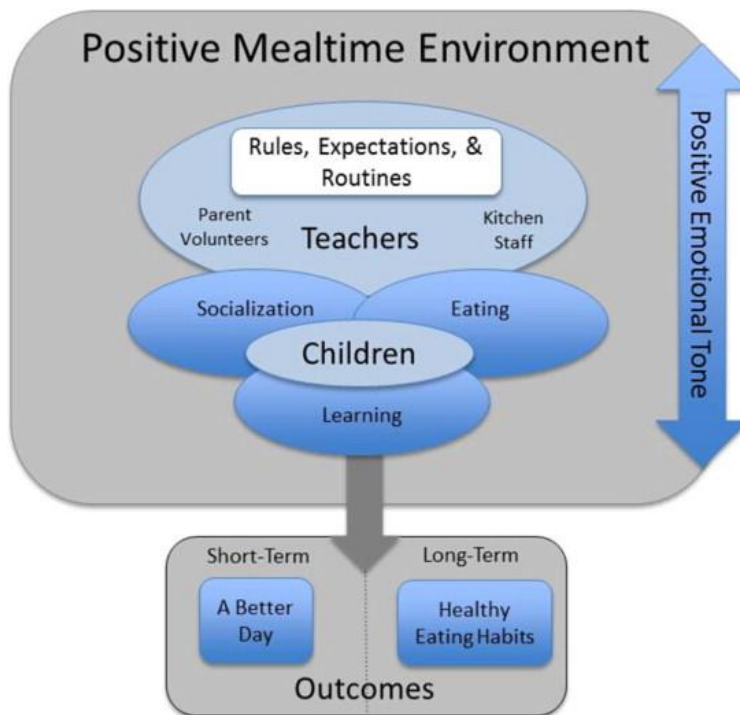 Positive Mealtime Environment
Rules, Expectations, &
Routines
Parent
Volunteers
Teachers
Kitchen
Staff
Socialization
Eating
Children
Learning
Positive Emotional Tone
Short-Term
Long-Term
A Better
Day
Healthy
Eating Habits
Outcomes